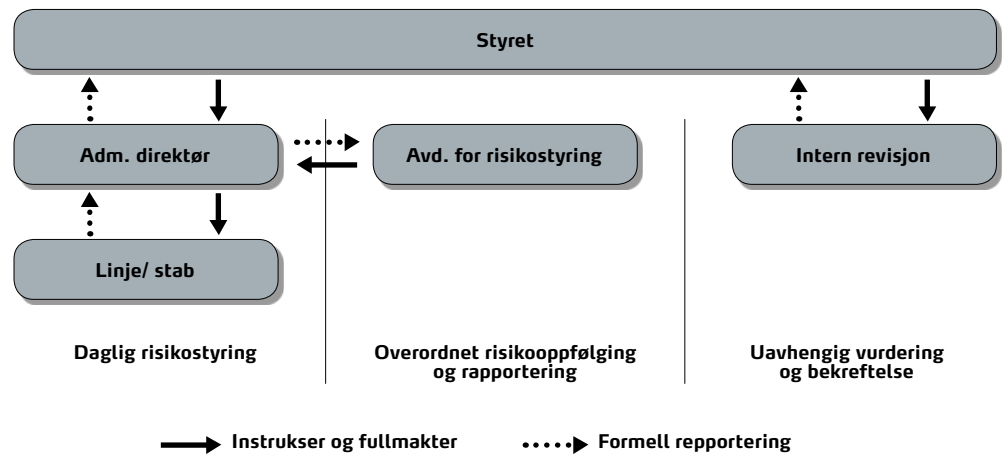 Styret
Adm. direktør
Avd. for risikostyring
Intern revisjon
Linje/ stab
Daglig risikostyring
Overordnet risikooppfølging
og rapportering
Uavhengig vurdering
og bekreftelse
Instrukser og fullmakter
Formell repportering